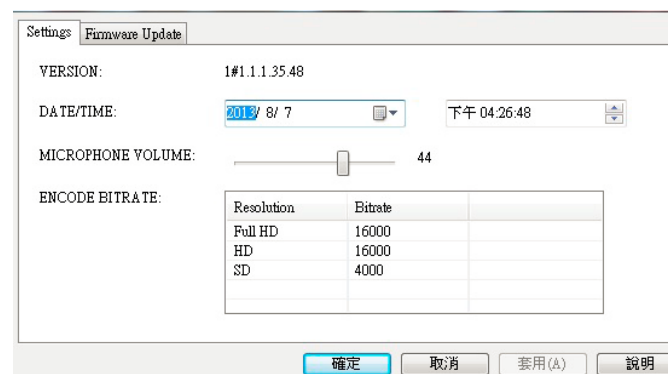 Settings Firmware Update
VERSION: 1#1.1.1.35.48
DATE/TIME: 2013/ 8/ 7 下午 04:26:48
MICROPHONE VOLUME: 44
ENCODE BITRATE:
Resolution Bitrate
Full HD 16000
HD 16000
SD 4000
確定 取消 套用(A) 說明